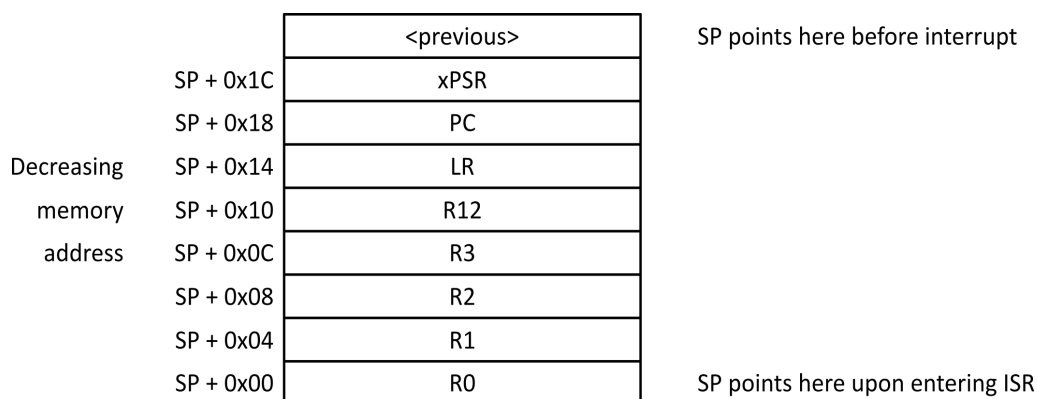 <previous> SP points here before interrupt
SP + 0x1C xPSR
SP + 0x18 PC
Decreasing SP + 0x14 LR
memory SP + 0x10 R12
address SP + 0x0C R3
SP + 0x08 R2
SP + 0x04 R1
SP + 0x00 R0 SP points here upon entering ISR